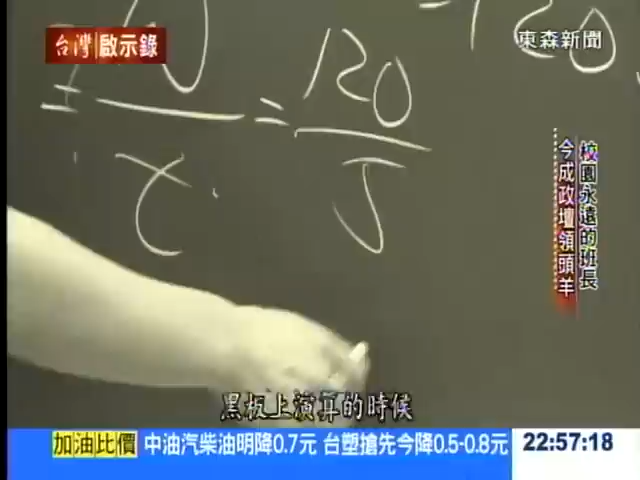 台灣啟示錄
東森新聞
= 120
= = 120
t 5
校園永遠的班長
今成政壇領頭羊
黑板上演算的時候
加油比價 中油汽柴油明降0.7元 台塑搶先今降0.5-0.8元 22:57:18